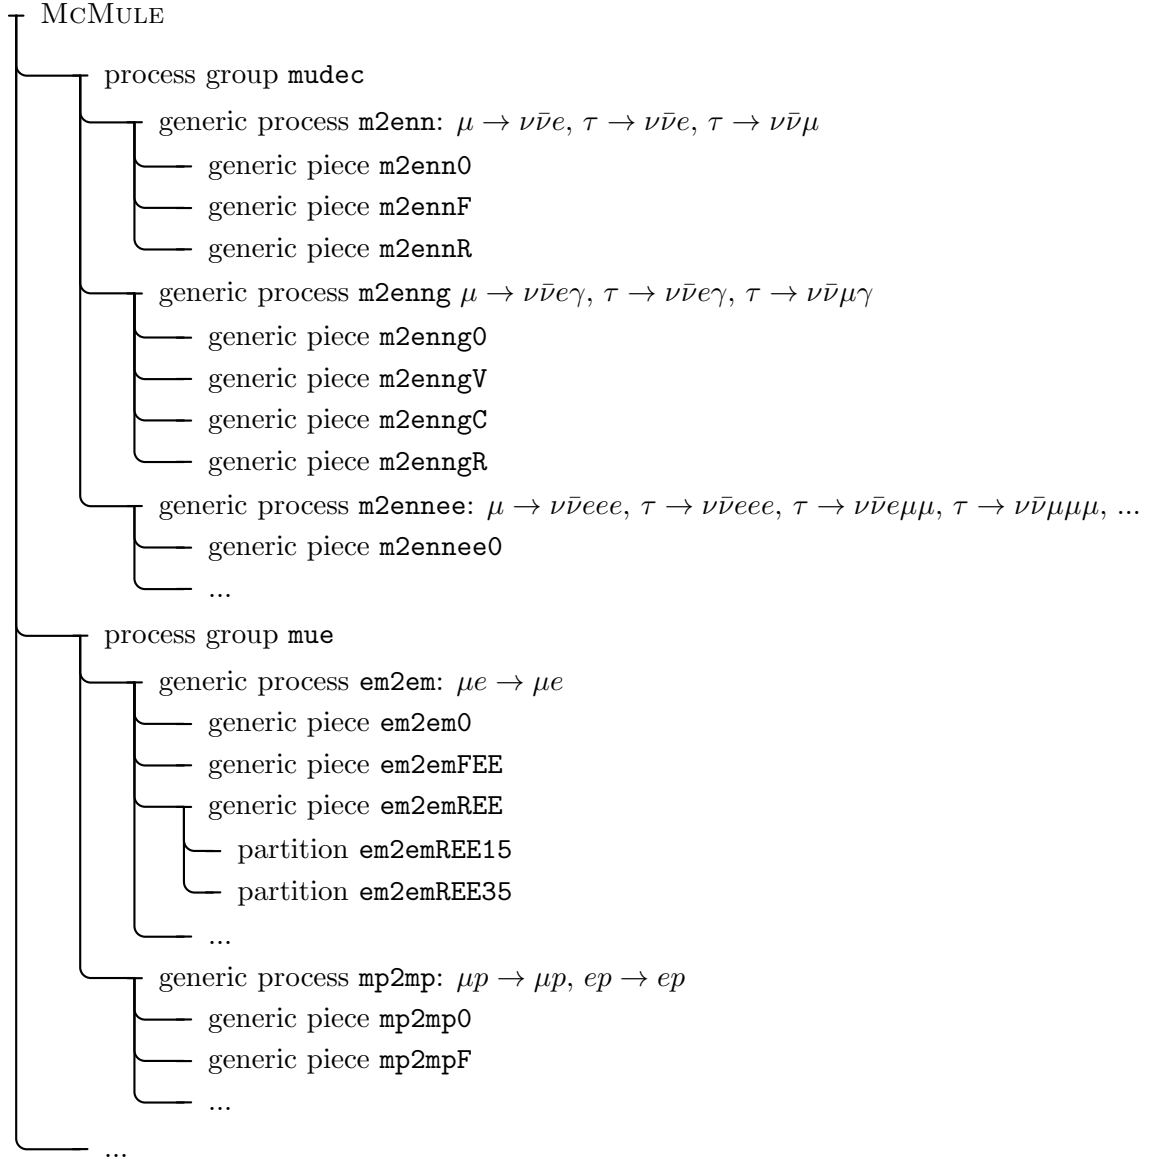 McMule
process group mudec
generic process m2enn: μ → νν̄e, τ → νν̄e, τ → νν̄μ
generic piece m2enn0
generic piece m2ennF
generic piece m2ennR
generic process m2enng μ → νν̄eγ, τ → νν̄eγ, τ → νν̄μγ
generic piece m2enng0
generic piece m2enngV
generic piece m2enngC
generic piece m2enngR
generic process m2ennee: μ → νν̄eee, τ → νν̄eee, τ → νν̄eμμ, τ → νν̄μμμ, ...
generic piece m2ennee0
...
process group mue
generic process em2em: μe → μe
generic piece em2em0
generic piece em2emFEE
generic piece em2emREE
partition em2emREE15
partition em2emREE35
...
generic process mp2mp: μp → μp, ep → ep
generic piece mp2mp0
generic piece mp2mpF
...
...